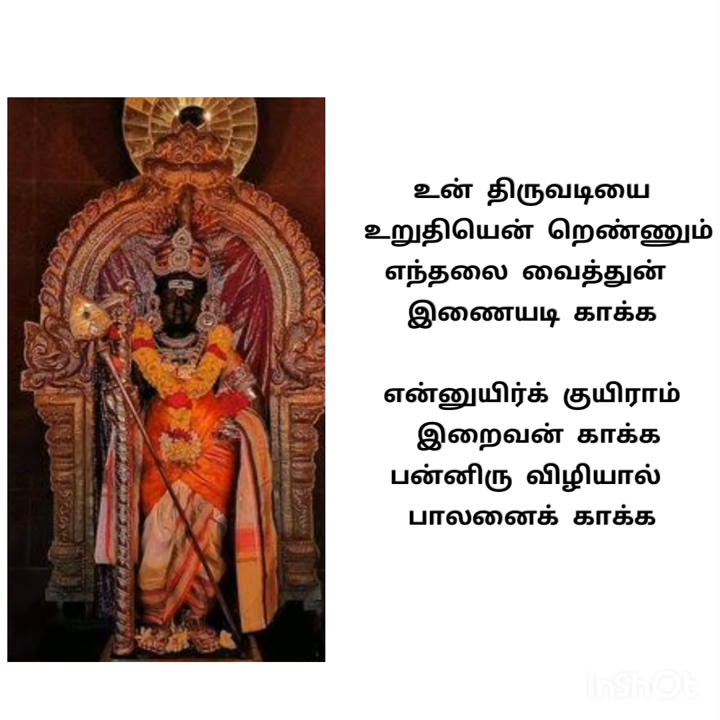 உன் திருவடியை
உறுதியென் றெண்ணும்
எந்தலை வைத்துன்
இணையடி காக்க
என்னுயிர்க் குயிராம்
இறைவன் காக்க
பன்னிரு விழியால்
பாலனைக் காக்க
InShOt